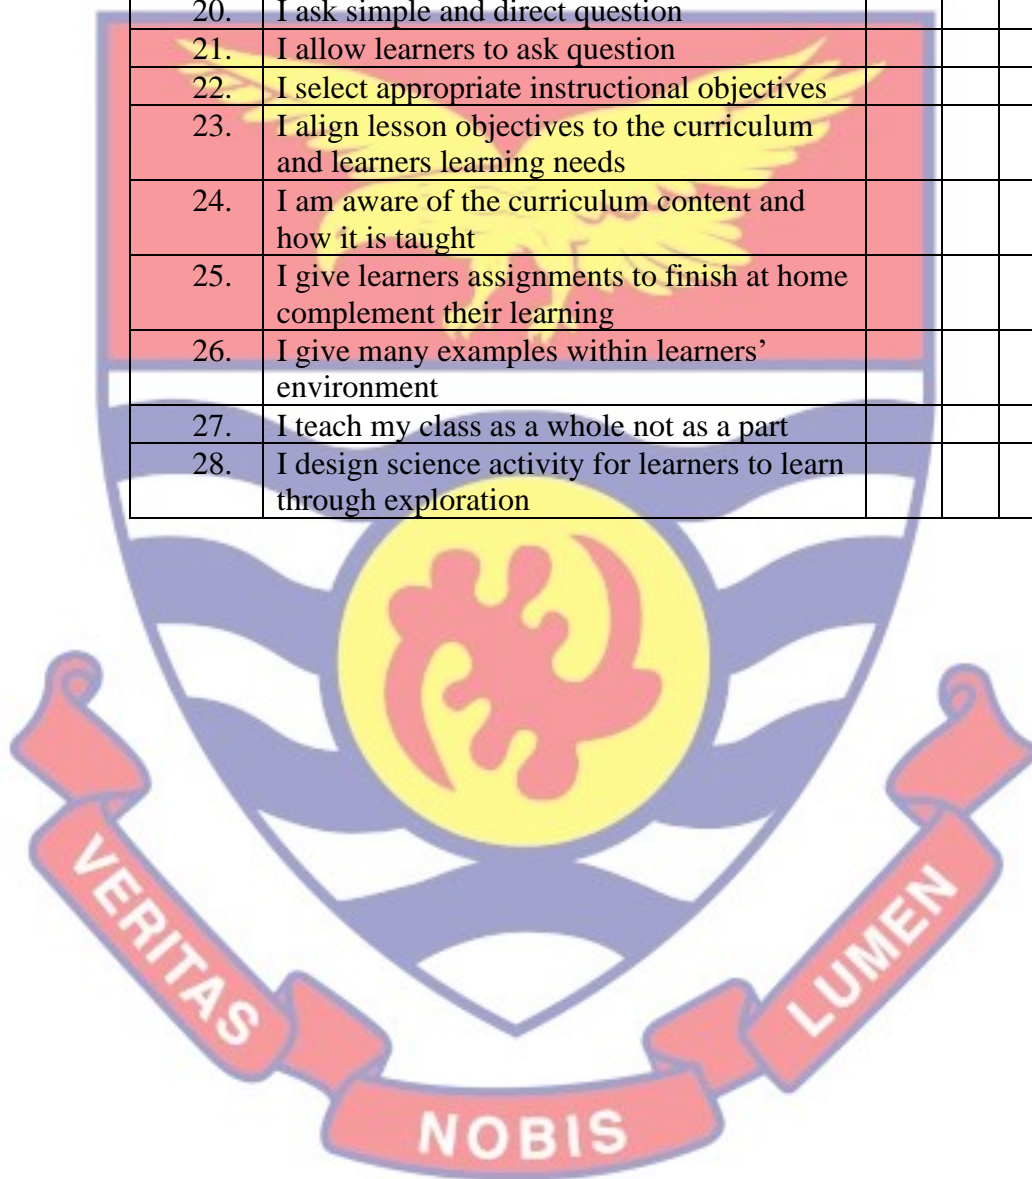 20. I ask simple and direct question
21. I allow learners to ask question
22. I select appropriate instructional objectives
23. I align lesson objectives to the curriculum
and learners learning needs
24. I am aware of the curriculum content and
how it is taught
25. I give learners assignments to finish at home
complement their learning
26. I give many examples within learners’
environment
27. I teach my class as a whole not as a part
28. I design science activity for learners to learn
through exploration
VERITAS
NOBIS
LUMEN